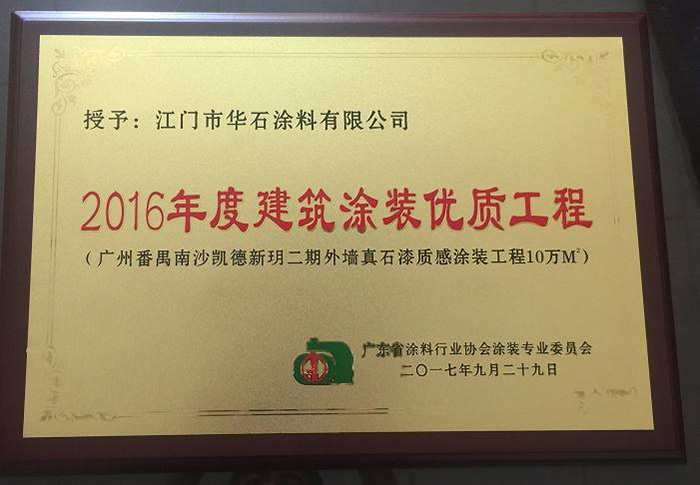 授予：江门市华石涂料有限公司
2016年度建筑涂装优质工程
（广州番禺南沙凯德新玥二期外墙真石漆质感涂装工程10万M²）
广东省涂料行业协会涂装专业委员会
二〇一七年九月二十九日